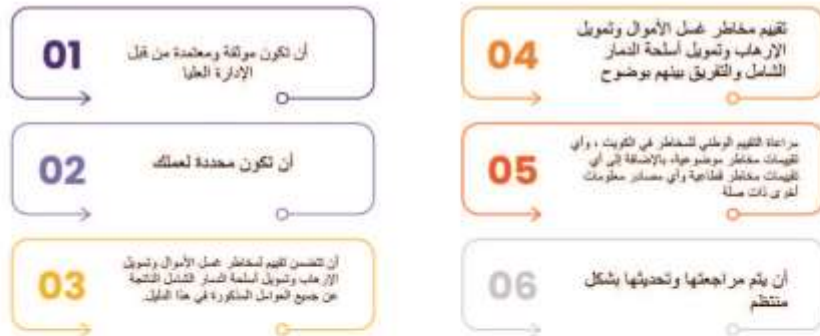 01
أن تكون موثقة ومعتمدة من قبل
الإدارة العليا
02
أن تكون محددة لعملك
03
أن تتضمن تقييم لمخاطر غسل الأموال وتمويل
الإرهاب وتمويل أسلحة الدمار الشامل الناتجة
عن جميع العوامل المذكورة في هذا الدليل.
04
تقييم مخاطر غسل الأموال وتمويل
الإرهاب وتمويل أسلحة الدمار
الشامل والتفريق بينهم بوضوح
05
مراعاة التقييم الوطني للمخاطر في الكويت ، وأي
تقييمات مخاطر موضوعية، بالإضافة إلى أي
تقييمات مخاطر قطاعية وأي مصادر معلومات
أخرى ذات صلة
06
أن يتم مراجعتها وتحديثها بشكل
منتظم